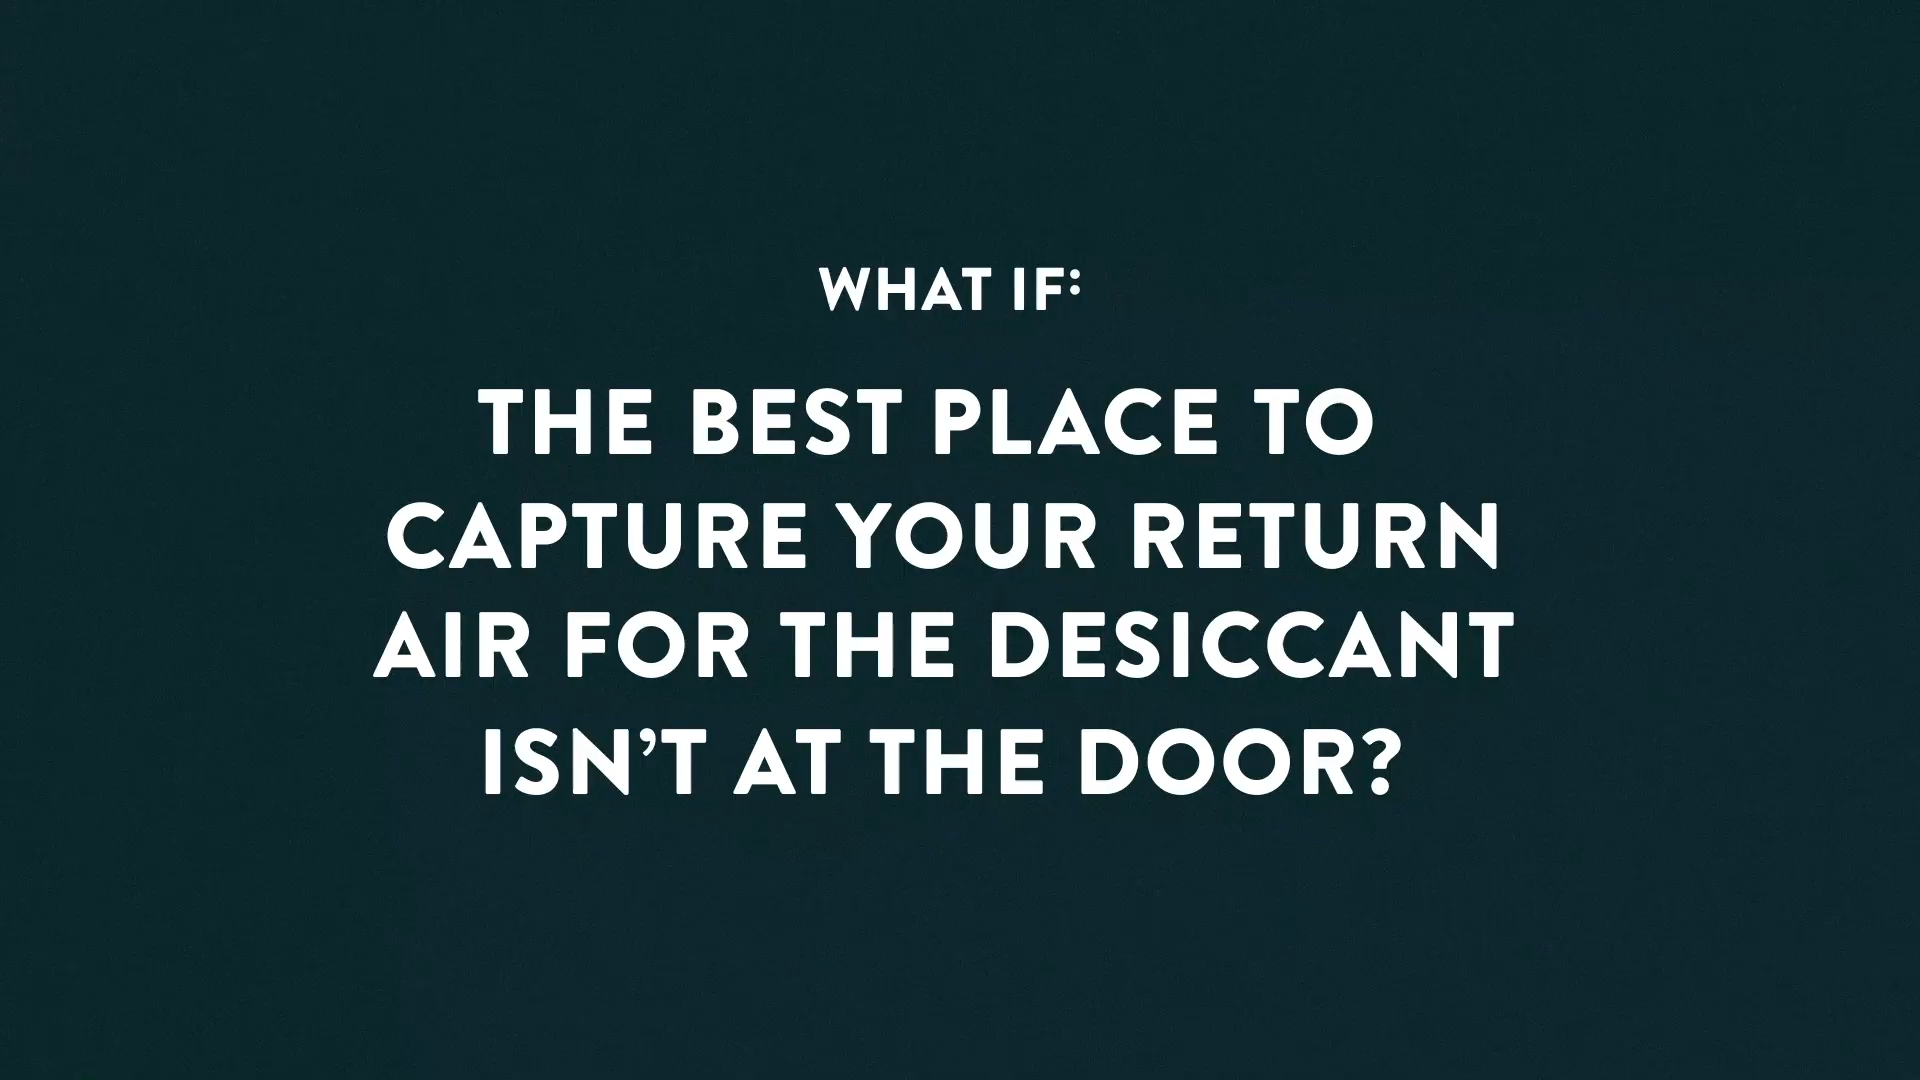 WHAT IF:
THE BEST PLACE TO
CAPTURE YOUR RETURN
AIR FOR THE DESICCANT
ISN’T AT THE DOOR?